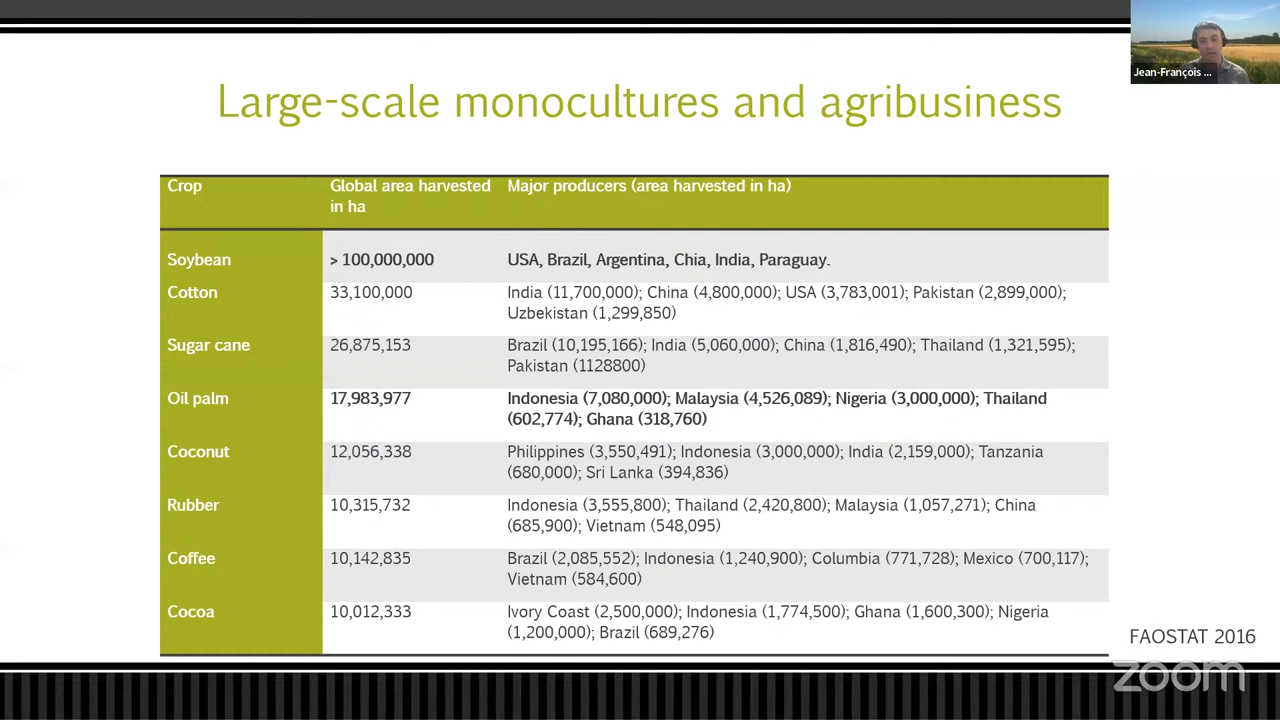 Jean-François ...
Large-scale monocultures and agribusiness
Crop
Global area harvested
in ha
Major producers (area harvested in ha)
Soybean
> 100,000,000
USA, Brazil, Argentina, Chia, India, Paraguay.
Cotton
33,100,000
India (11,700,000); China (4,800,000); USA (3,783,001); Pakistan (2,899,000);
Uzbekistan (1,299,850)
Sugar cane
26,875,153
Brazil (10,195,166); India (5,060,000); China (1,816,490); Thailand (1,321,595);
Pakistan (1128800)
Oil palm
17,983,977
Indonesia (7,080,000); Malaysia (4,526,089); Nigeria (3,000,000); Thailand
(602,774); Ghana (318,760)
Coconut
12,056,338
Philippines (3,550,491); Indonesia (3,000,000); India (2,159,000); Tanzania
(680,000); Sri Lanka (394,836)
Rubber
10,315,732
Indonesia (3,555,800); Thailand (2,420,800); Malaysia (1,057,271); China
(685,900); Vietnam (548,095)
Coffee
10,142,835
Brazil (2,085,552); Indonesia (1,240,900); Columbia (771,728); Mexico (700,117);
Vietnam (584,600)
Cocoa
10,012,333
Ivory Coast (2,500,000); Indonesia (1,774,500); Ghana (1,600,300); Nigeria
(1,200,000); Brazil (689,276)
FAOSTAT 2016
zoom